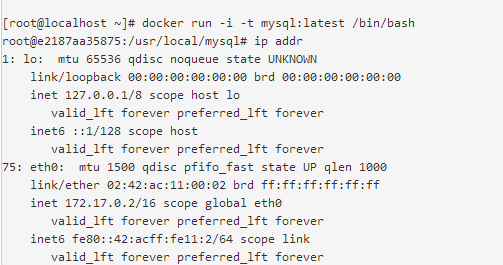 [root@localhost ~]# docker run -i -t mysql:latest /bin/bash
root@e2187aa35875:/usr/local/mysql# ip addr
1: lo:  mtu 65536 qdisc noqueue state UNKNOWN
    link/loopback 00:00:00:00:00:00 brd 00:00:00:00:00:00
    inet 127.0.0.1/8 scope host lo
       valid_lft forever preferred_lft forever
    inet6 ::1/128 scope host
       valid_lft forever preferred_lft forever
75: eth0:  mtu 1500 qdisc pfifo_fast state UP qlen 1000
    link/ether 02:42:ac:11:00:02 brd ff:ff:ff:ff:ff:ff
    inet 172.17.0.2/16 scope global eth0
       valid_lft forever preferred_lft forever
    inet6 fe80::42:acff:fe11:2/64 scope link
       valid_lft forever preferred_lft forever